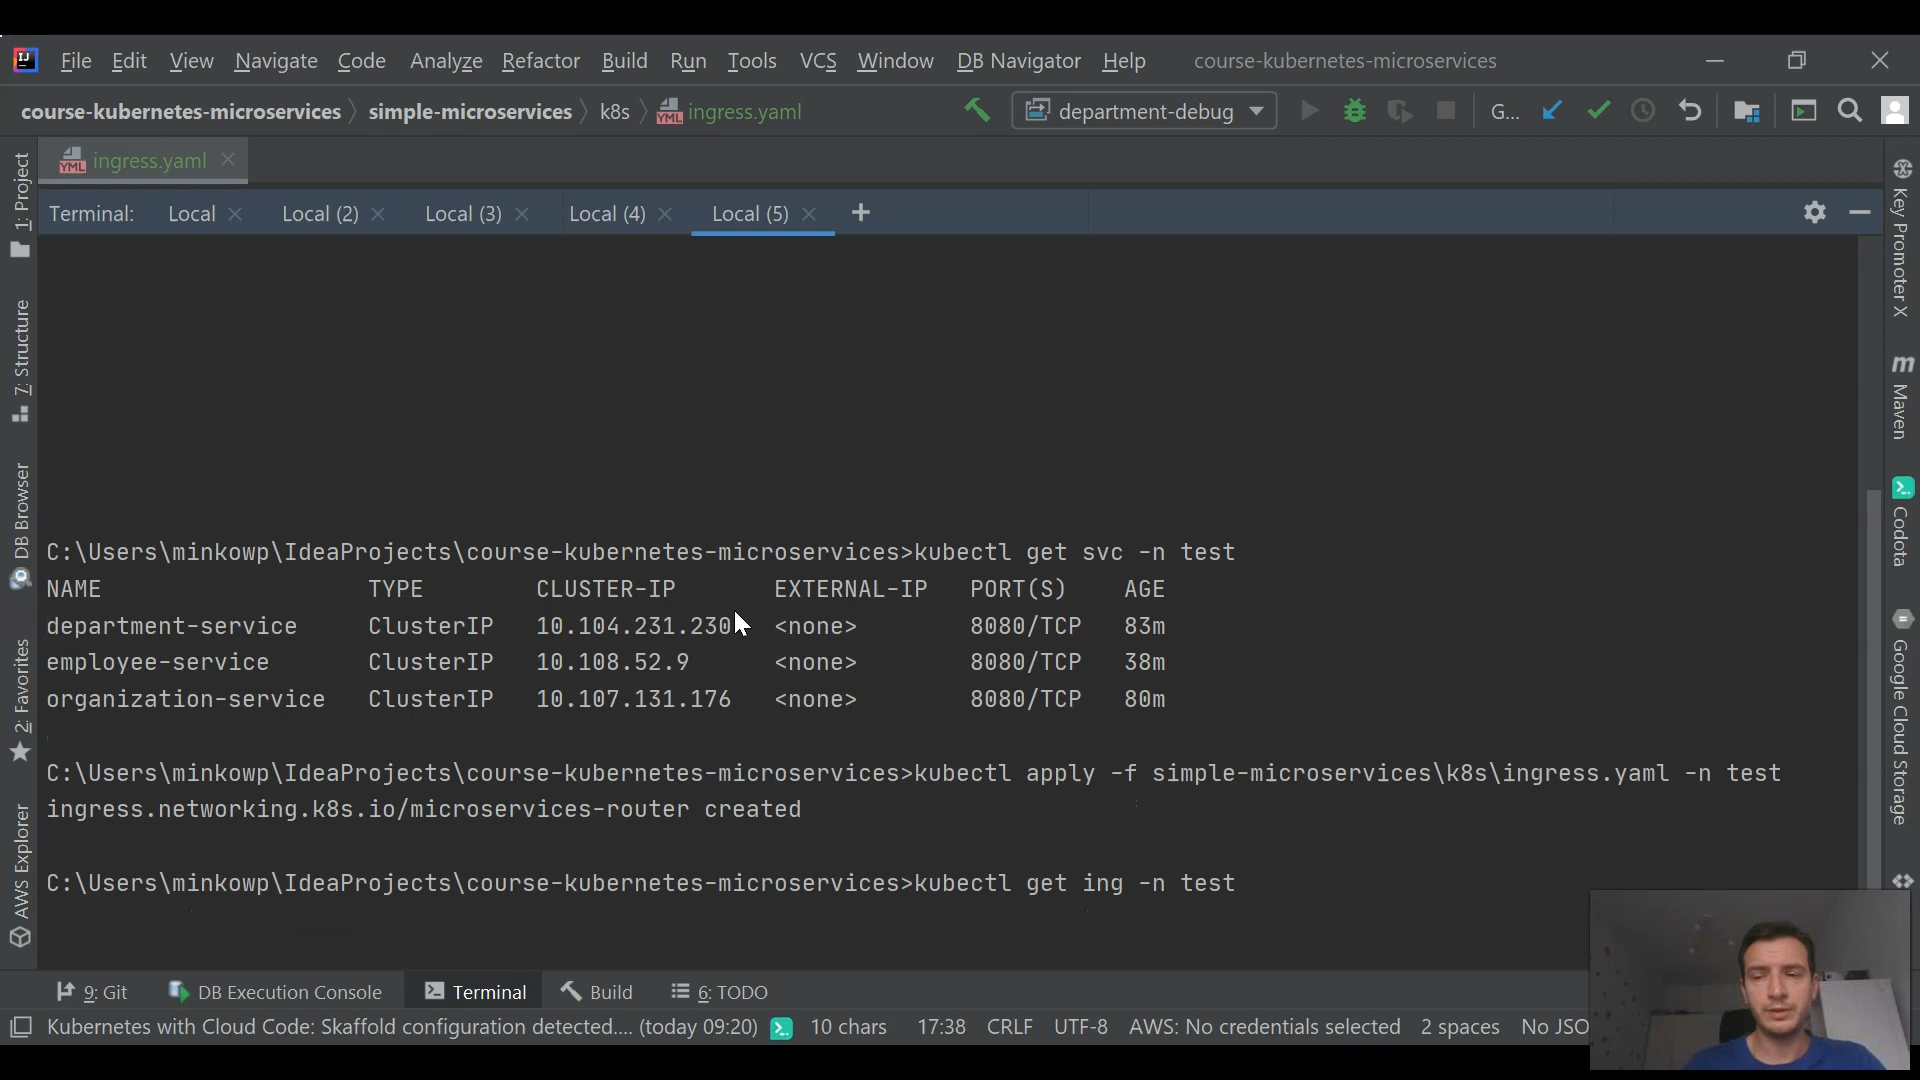 IJ File Edit View Navigate Code Analyze Refactor Build Run Tools VCS Window DB Navigator Help course-kubernetes-microservices
course-kubernetes-microservices simple-microservices k8s YML ingress.yaml department-debug G...
YML ingress.yaml
Terminal: Local Local (2) Local (3) Local (4) Local (5)
C:\Users\minkowp\IdeaProjects\course-kubernetes-microservices>kubectl get svc -n test
NAME TYPE CLUSTER-IP EXTERNAL-IP PORT(S) AGE
department-service ClusterIP 10.104.231.230 <none> 8080/TCP 83m
employee-service ClusterIP 10.108.52.9 <none> 8080/TCP 38m
organization-service ClusterIP 10.107.131.176 <none> 8080/TCP 80m
C:\Users\minkowp\IdeaProjects\course-kubernetes-microservices>kubectl apply -f simple-microservices\k8s\ingress.yaml -n test
ingress.networking.k8s.io/microservices-router created
C:\Users\minkowp\IdeaProjects\course-kubernetes-microservices>kubectl get ing -n test
1: Project
7: Structure
DB Browser
2: Favorites
AWS Explorer
Key Promoter X
m Maven
Codota
Google Cloud Storage
9: Git DB Execution Console Terminal Build 6: TODO
Kubernetes with Cloud Code: Skaffold configuration detected.... (today 09:20) 10 chars 17:38 CRLF UTF-8 AWS: No credentials selected 2 spaces No JSO